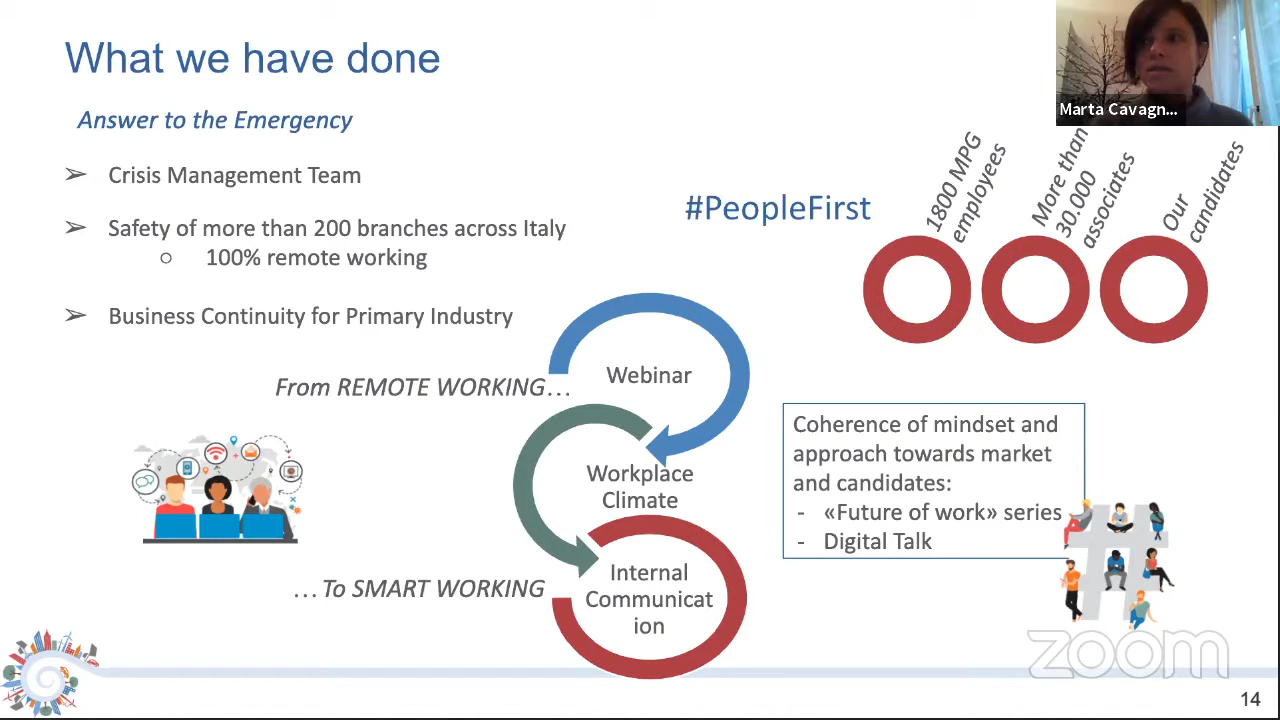 What we have done
Answer to the Emergency
➢ Crisis Management Team
➢ Safety of more than 200 branches across Italy
○ 100% remote working
➢ Business Continuity for Primary Industry
From REMOTE WORKING…
…To SMART WORKING
Webinar
Workplace
Climate
Internal
Communicat
ion
#PeopleFirst
1800 MPG
employees
More than
30.000
associates
Our
candidates
Coherence of mindset and
approach towards market
and candidates:
- «Future of work» series
- Digital Talk
Marta Cavagn...
zoom
14